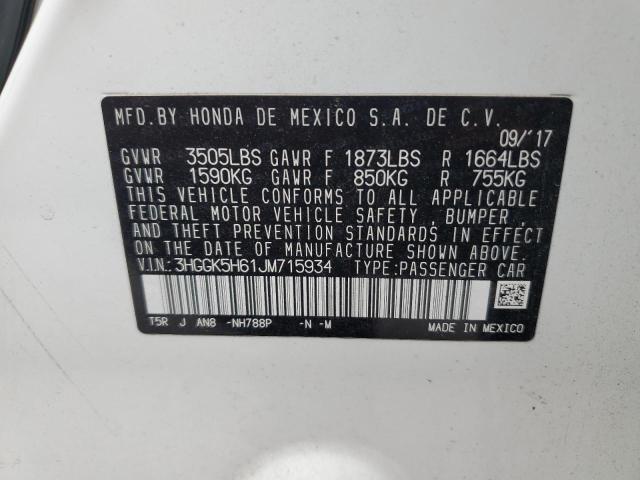 MFD.BY HONDA DE MEXICO S.A. DE C.V.
09/'17
GVWR 3505LBS GAWR F 1873LBS R 1664LBS
GVWR 1590KG GAWR F 850KG R 755KG
THIS VEHICLE CONFORMS TO ALL APPLICABLE
FEDERAL MOTOR VEHICLE SAFETY , BUMPER ,
AND THEFT PREVENTION STANDARDS IN EFFECT
ON THE DATE OF MANUFACTURE SHOWN ABOVE.
V.I.N.: 3HGGK5H61JM715934 TYPE:PASSENGER CAR
T5R J AN8 -NH788P -N -M MADE IN MEXICO